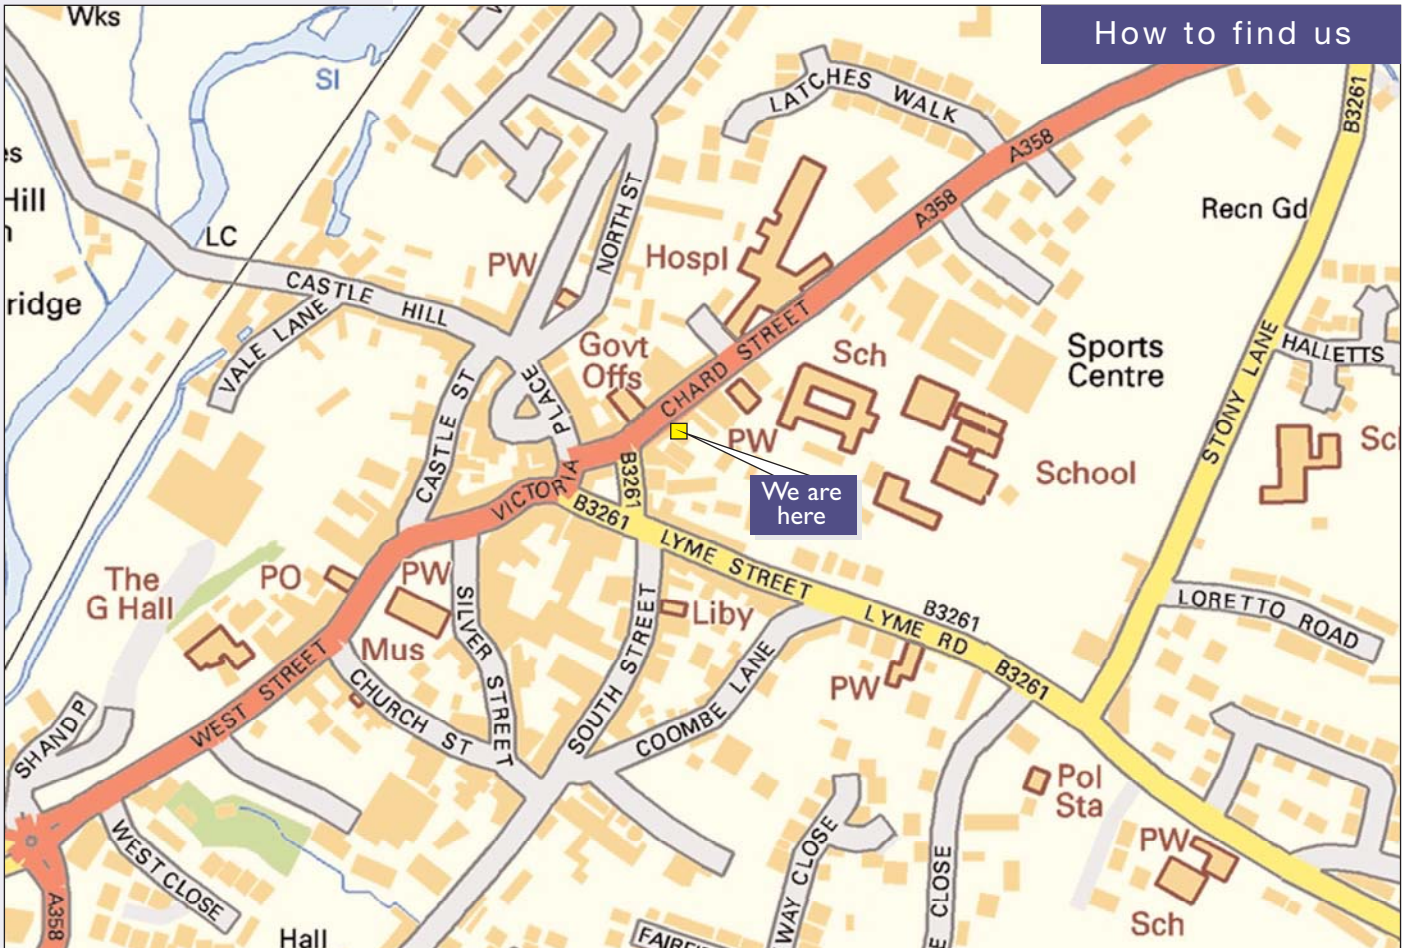 How to find us
Wks
SI
LATCHES WALK
A358
B3261
es
Hill
n
LC
ridge
Recn Gd
A358
NORTH ST
PW
Hospl
CASTLE HILL
VALE LANE
Govt
Offs
CHARD STREET
Sch
Sports
Centre
HALLETTS
STONY LANE
CASTLE ST
PLACE
PW
VICTORIA
B3261
We are
here
School
Sc
B3261
LYME STREET
The
G Hall
PO
PW
Mus
SILVER STREET
SOUTH STREET
Liby
LYME RD
B3261
B3261
LORETTO ROAD
WEST STREET
CHURCH ST
COOMBE LANE
PW
SHAND P
Pol
Sta
WEST CLOSE
WAY CLOSE
E CLOSE
PW
Sch
A358
Hall